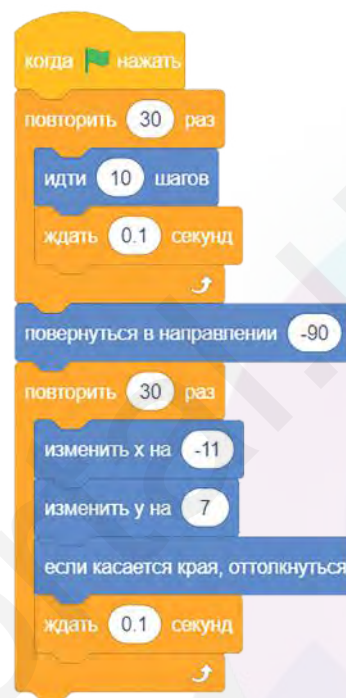 когда нажать
повторить 30 раз
идти 10 шагов
ждать 0.1 секунд
повернуться в направлении -90
повторить 30 раз
изменить x на -11
изменить y на 7
если касается края, оттолкнуться
ждать 0.1 секунд